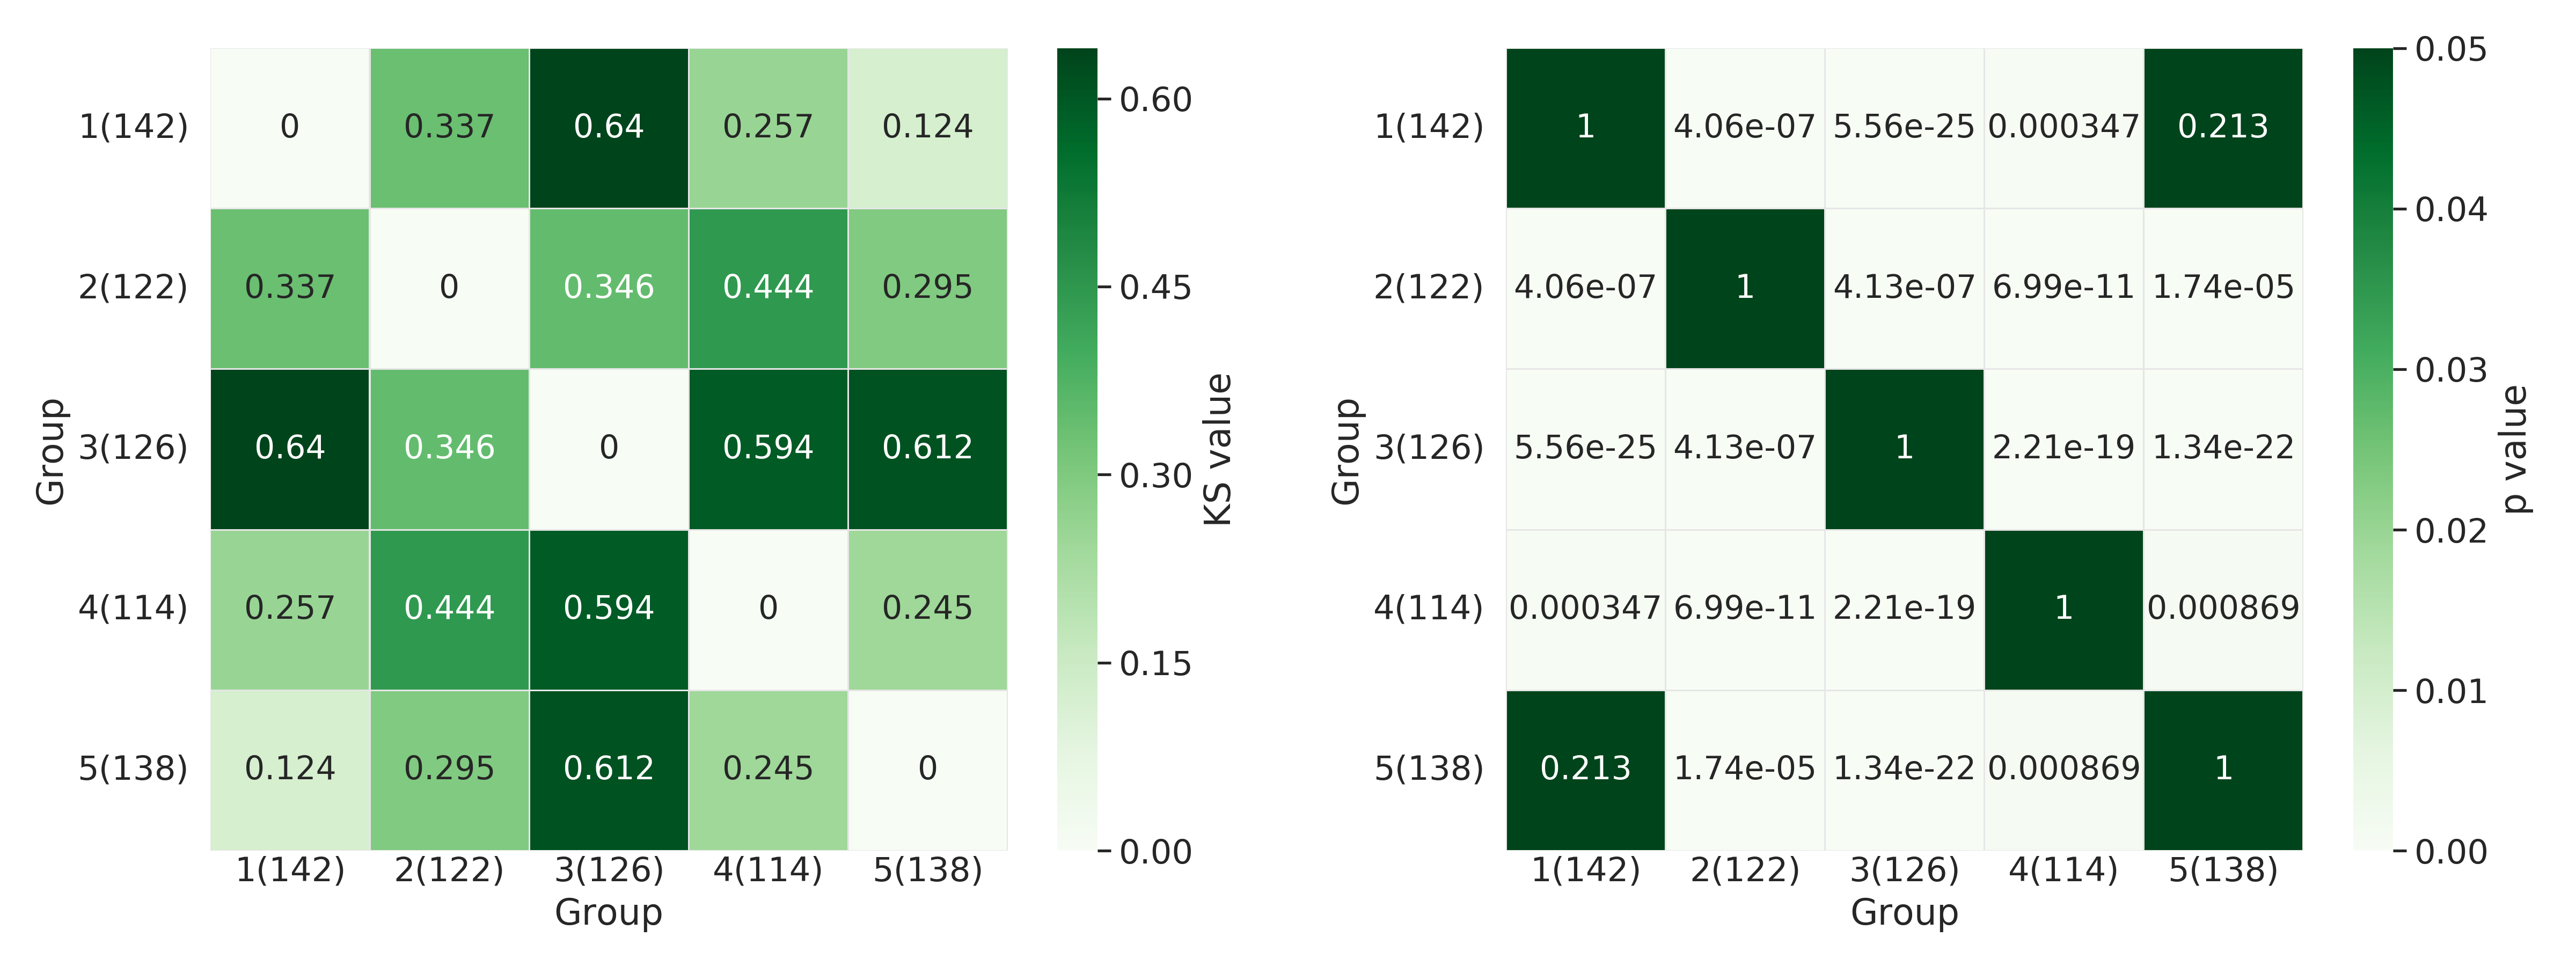 1(142) 0 0.337 0.64 0.257 0.124
2(122) 0.337 0 0.346 0.444 0.295
3(126) 0.64 0.346 0 0.594 0.612
4(114) 0.257 0.444 0.594 0 0.245
5(138) 0.124 0.295 0.612 0.245 0
1(142) 2(122) 3(126) 4(114) 5(138)
Group
Group
0.60
0.45
0.30
0.15
0.00
KS value
1(142) 1 4.06e-07 5.56e-25 0.000347 0.213
2(122) 4.06e-07 1 4.13e-07 6.99e-11 1.74e-05
3(126) 5.56e-25 4.13e-07 1 2.21e-19 1.34e-22
4(114) 0.000347 6.99e-11 2.21e-19 1 0.000869
5(138) 0.213 1.74e-05 1.34e-22 0.000869 1
1(142) 2(122) 3(126) 4(114) 5(138)
Group
Group
0.05
0.04
0.03
0.02
0.01
0.00
p value